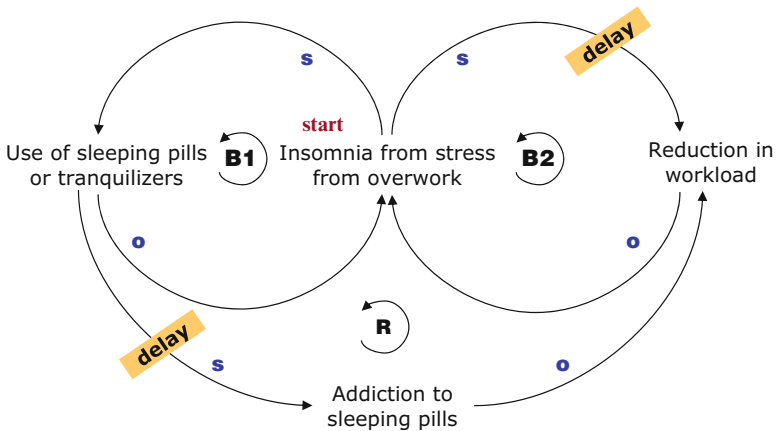 s
s
delay
start
Use of sleeping pills
or tranquilizers
B1
Insomnia from stress
from overwork
B2
Reduction in
workload
o
o
R
delay
s
o
Addiction to
sleeping pills